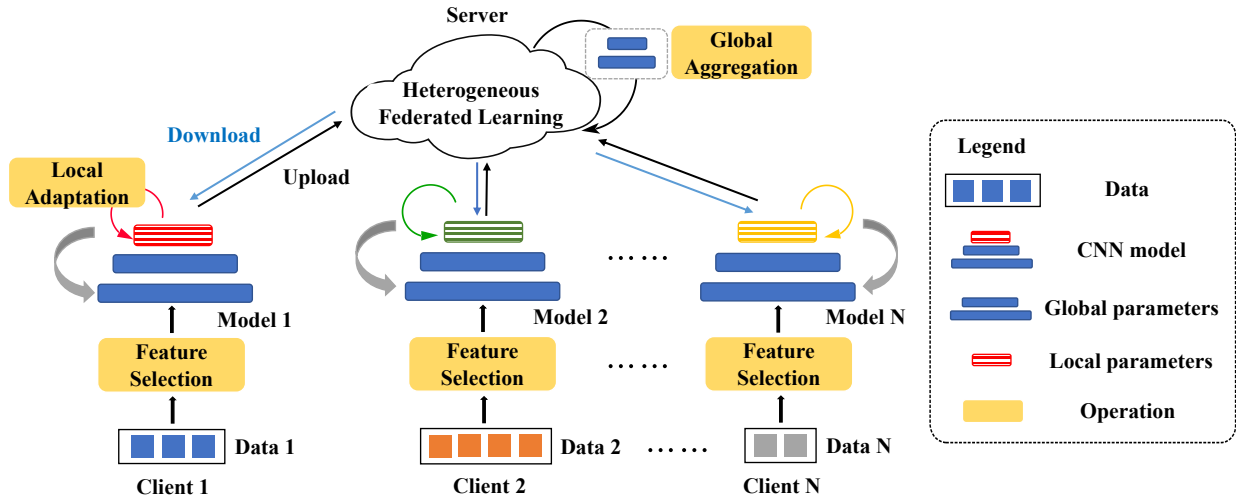 Server
Global
Aggregation
Heterogeneous
Federated Learning
Download
Upload
Local
Adaptation
......
Model 1
Model 2
Model N
Feature
Selection
Feature
Selection
......
Feature
Selection
Data 1
Data 2
......
Data N
Client 1
Client 2
Client N
Legend
Data
CNN model
Global parameters
Local parameters
Operation